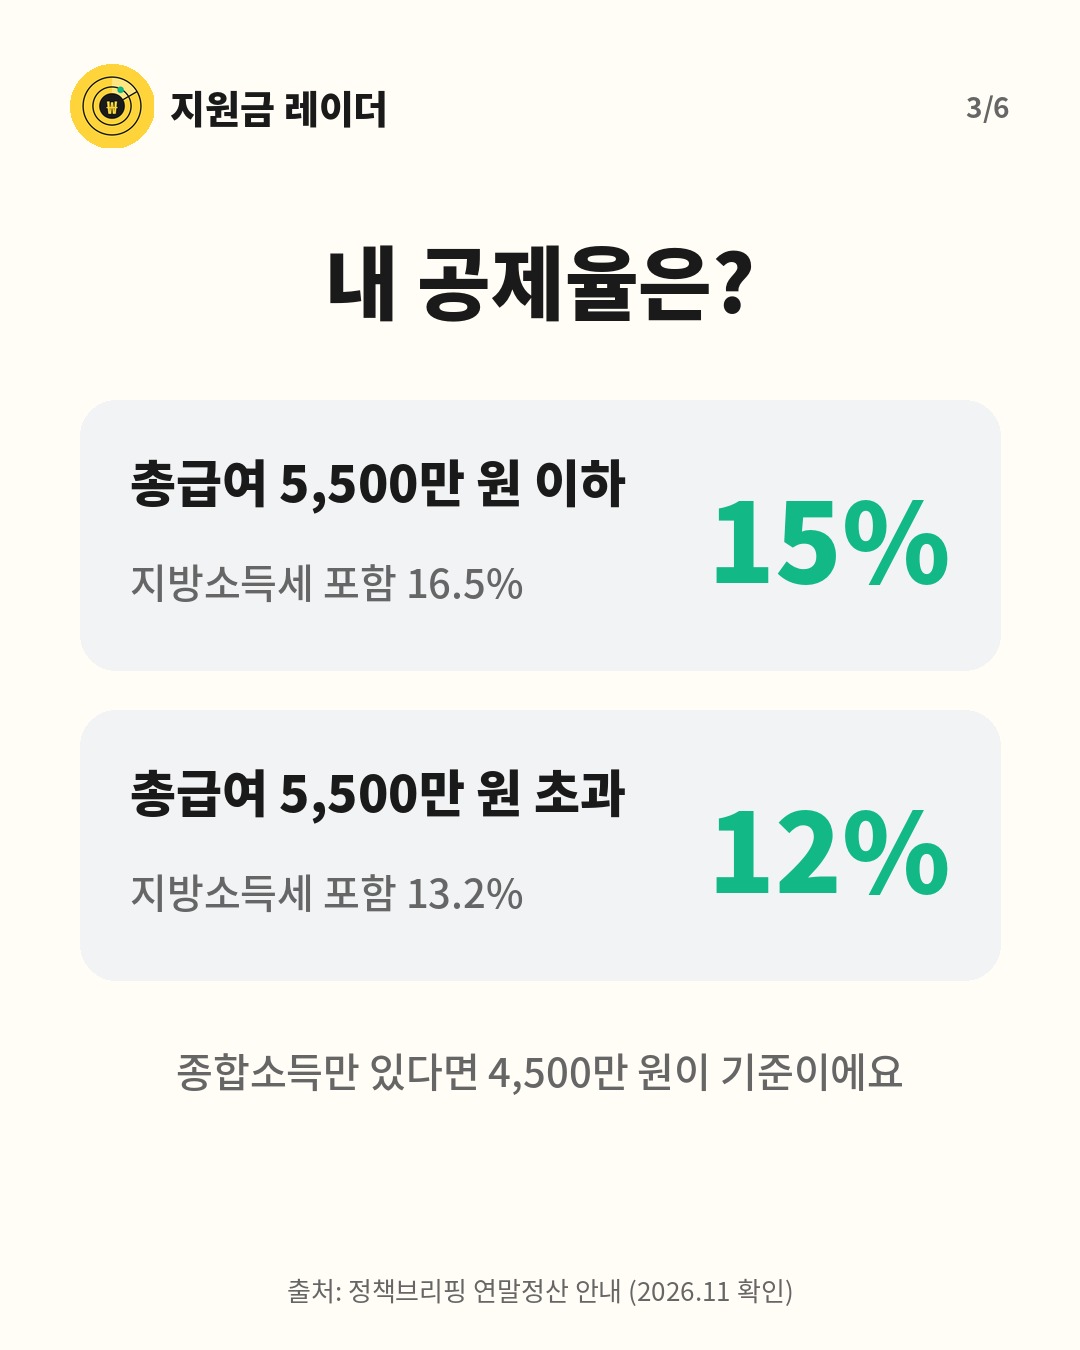 ₩
지원금 레이더
3/6
내 공제율은?
총급여 5,500만 원 이하
지방소득세 포함 16.5%
15%
총급여 5,500만 원 초과
지방소득세 포함 13.2%
12%
종합소득만 있다면 4,500만 원이 기준이에요
출처: 정책브리핑 연말정산 안내 (2026.11 확인)